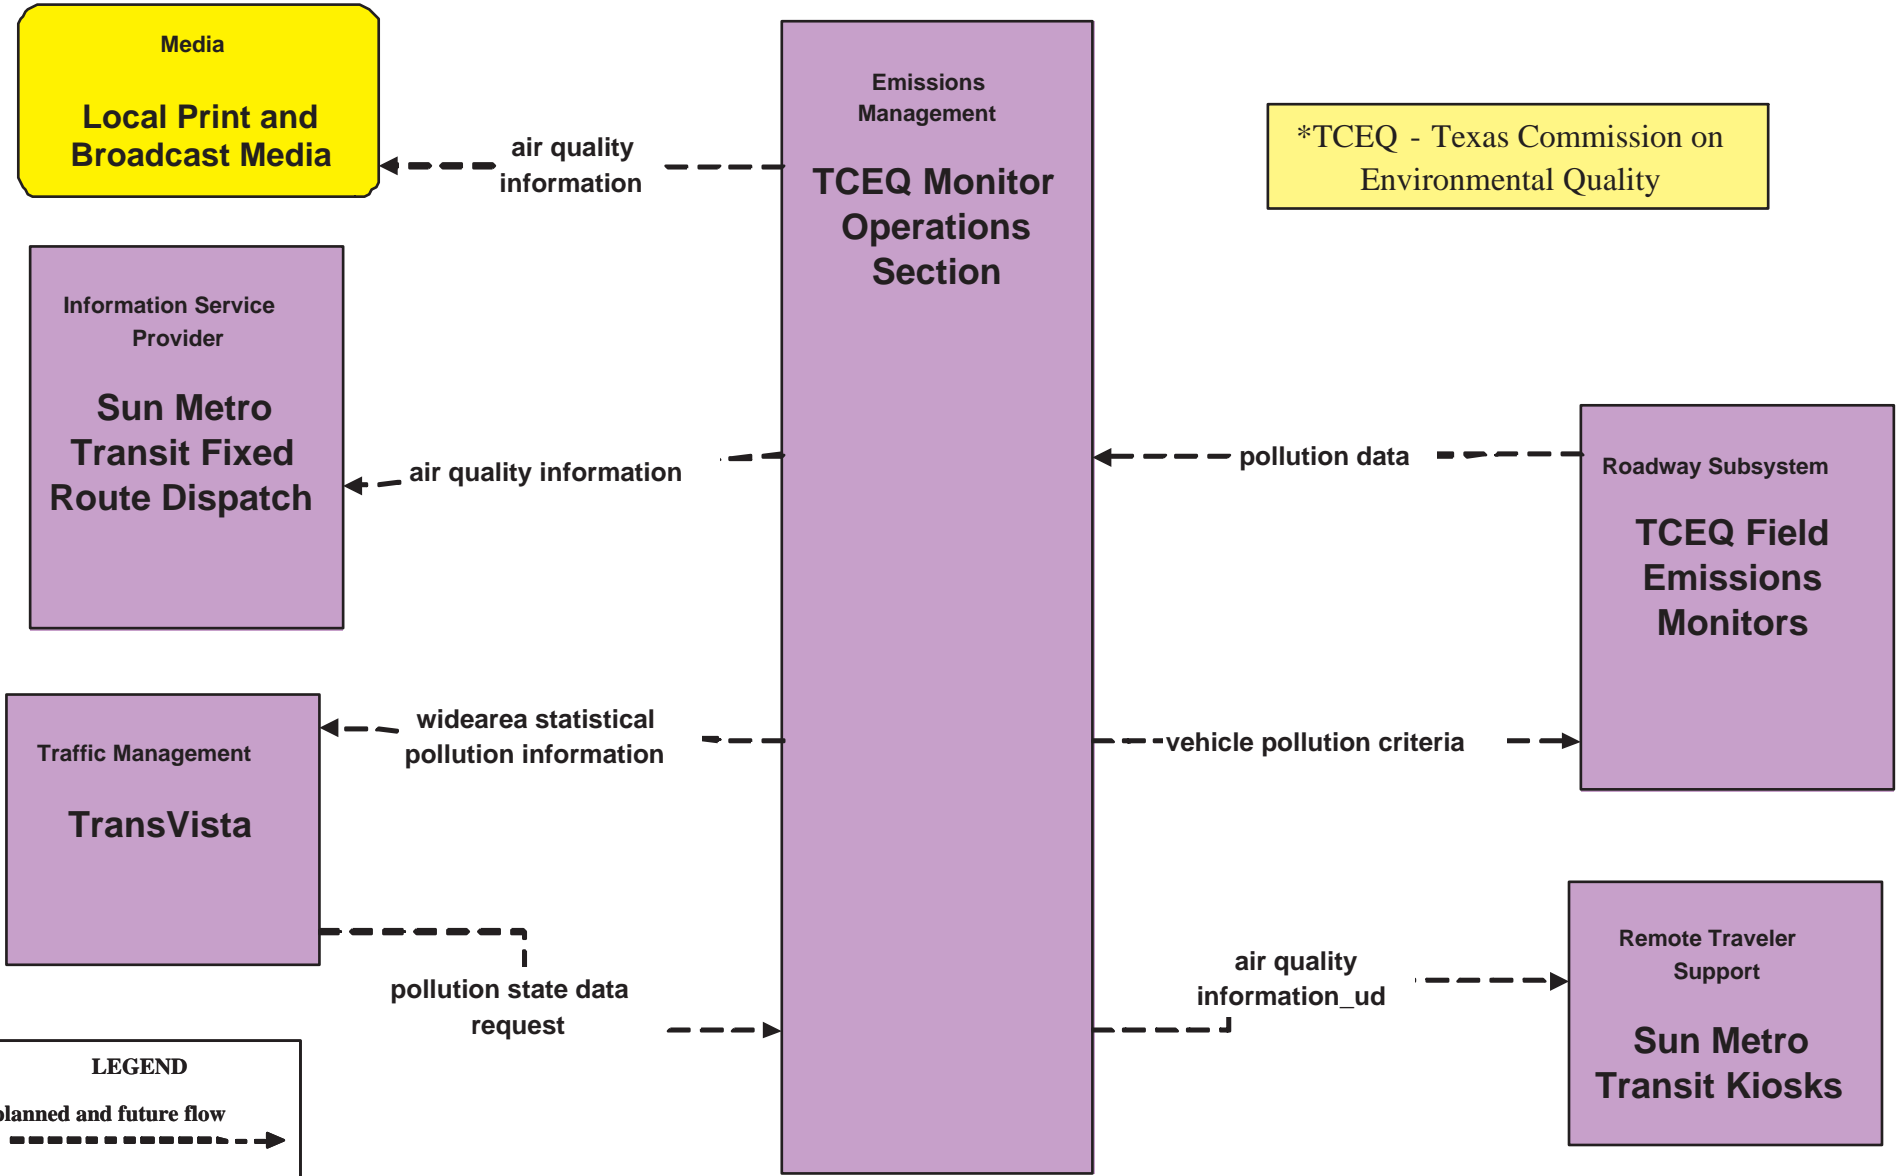 Media
Local Print and
Broadcast Media
air quality
information
Emissions
Management
TCEQ Monitor
Operations
Section
*TCEQ - Texas Commission on
Environmental Quality
Information Service
Provider
Sun Metro
Transit Fixed
Route Dispatch
air quality information
pollution data
Roadway Subsystem
TCEQ Field
Emissions
Monitors
widearea statistical
pollution information
vehicle pollution criteria
Traffic Management
TransVista
pollution state data
request
air quality
information_ud
Remote Traveler
Support
Sun Metro
Transit Kiosks
LEGEND
planned and future flow